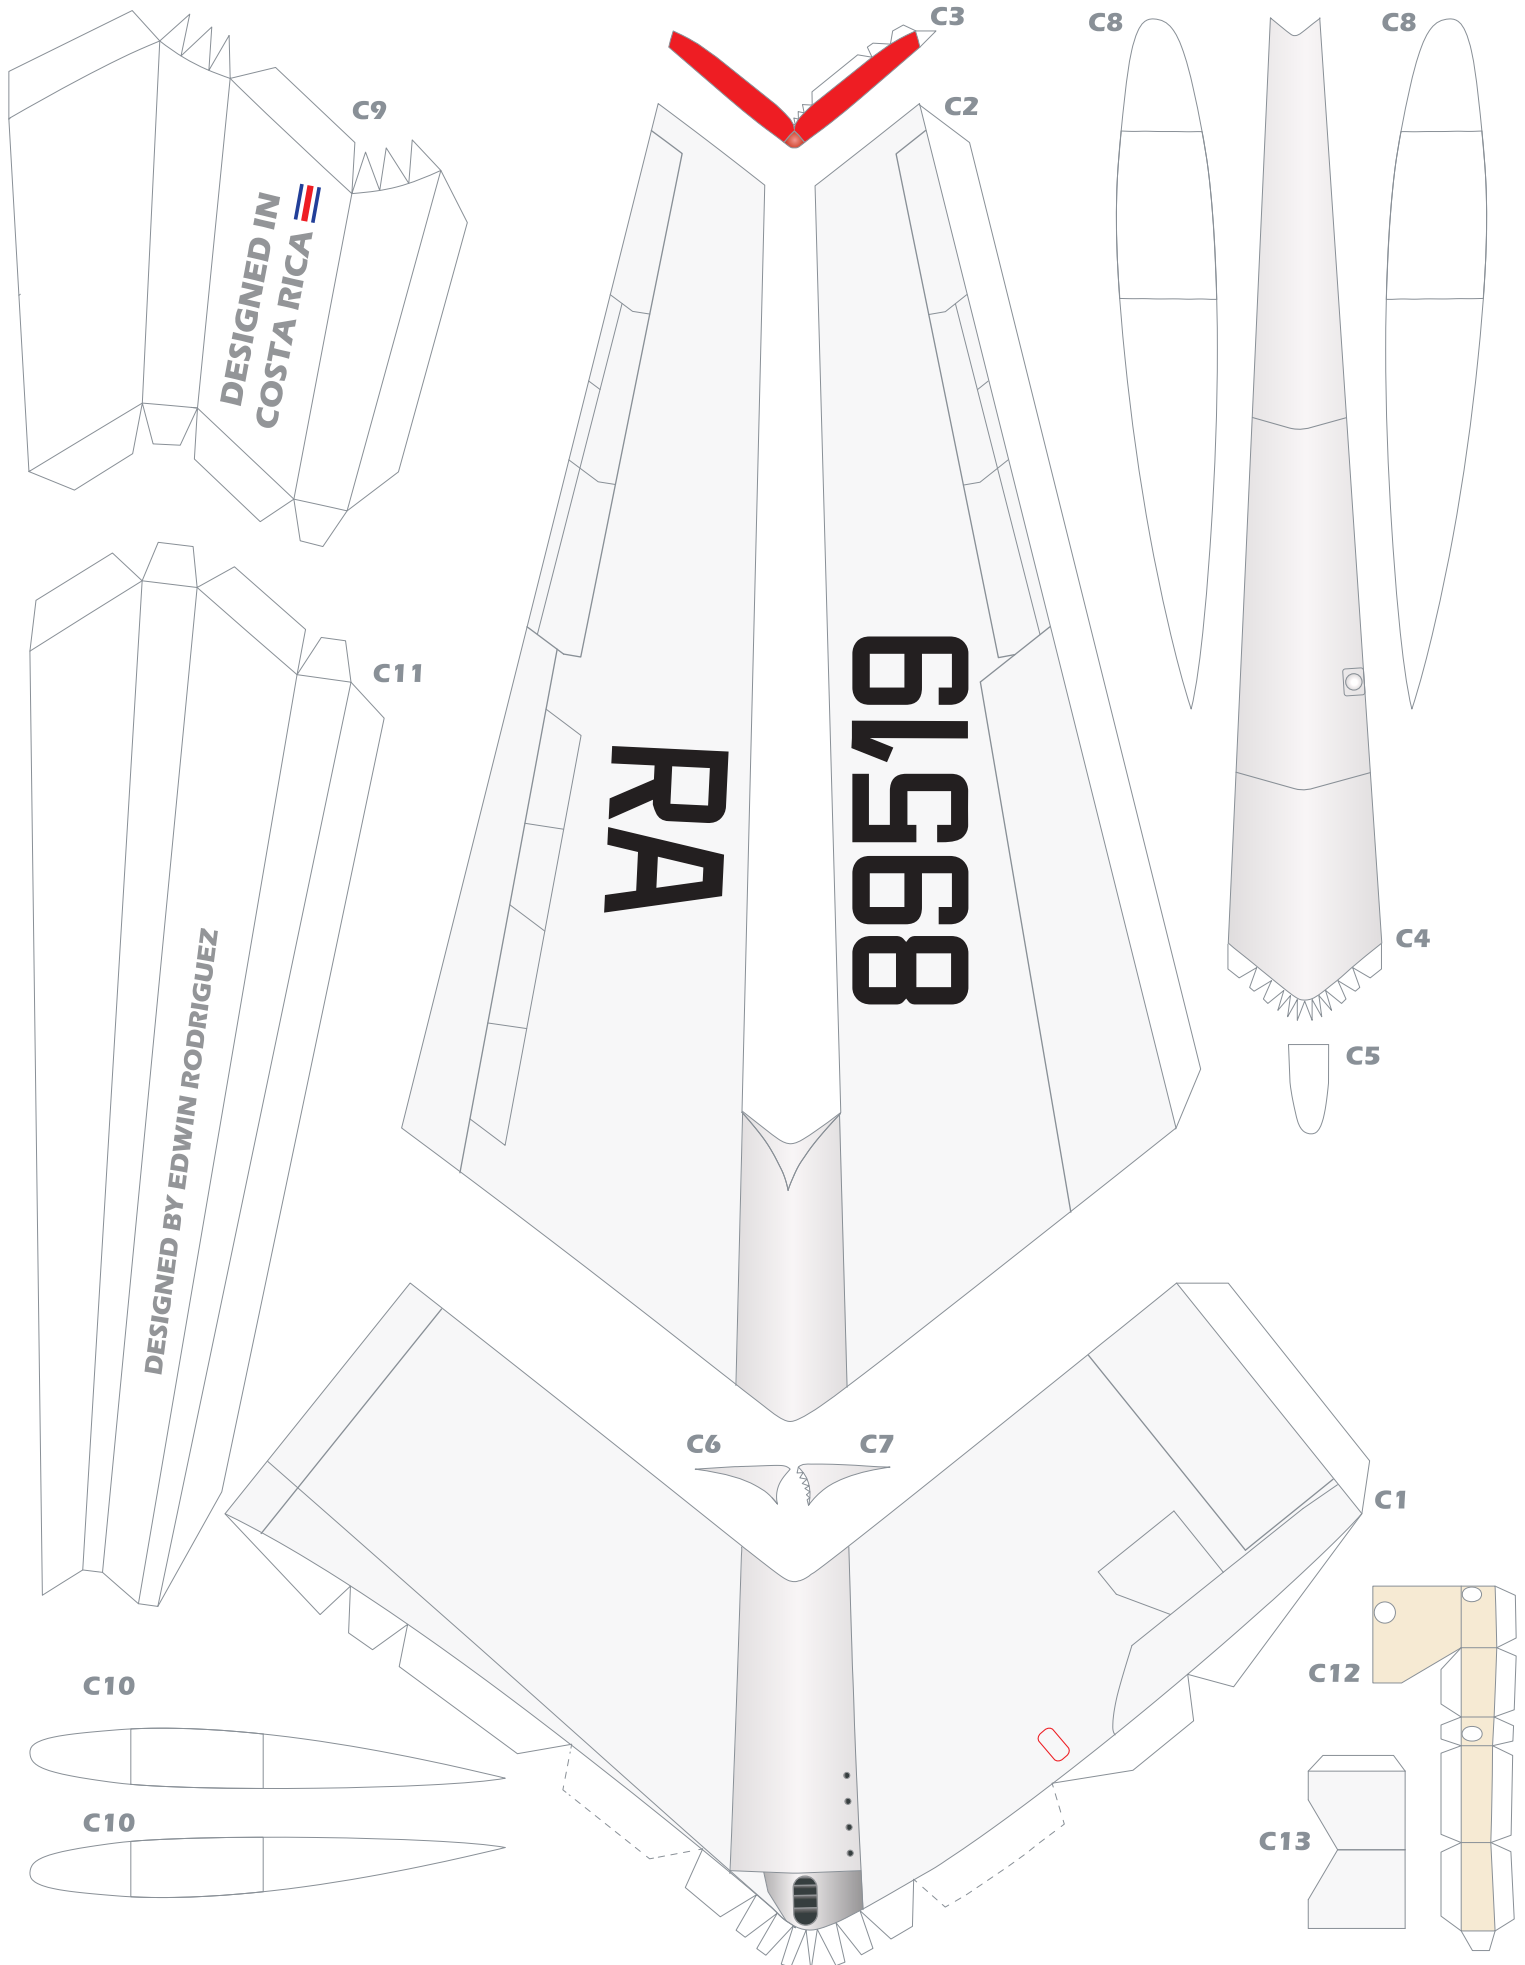 C3
C8
C8
C9
C2
DESIGNED IN
COSTA RICA
C11
RA
89519
C4
C5
DESIGNED BY EDWIN RODRIGUEZ
C6
C7
C1
C12
C10
C10
C13